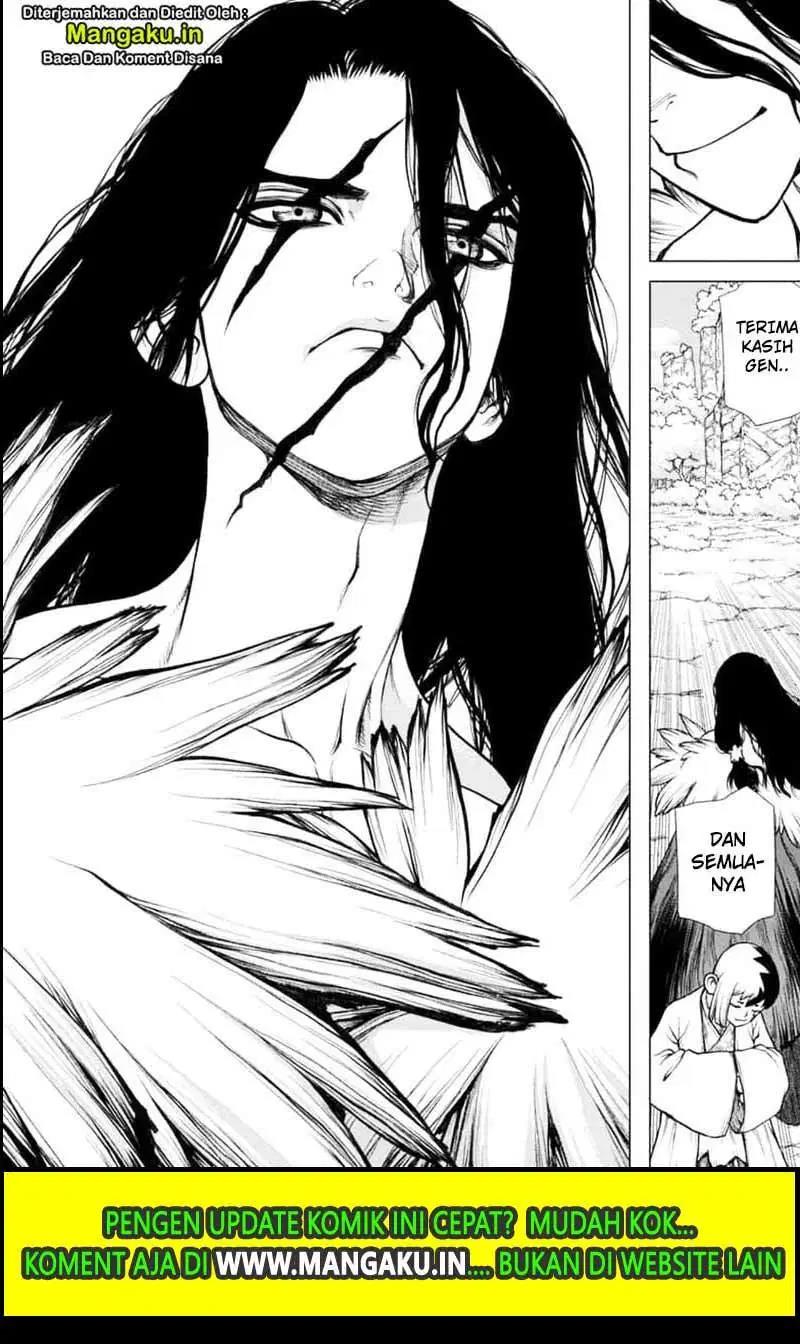 Diterjemahkan dan Diedit Oleh :
Mangaku.in
Baca Dan Koment Disana
TERIMA
KASIH
GEN..
DAN
SEMUA-
NYA
PENGEN UPDATE KOMIK INI CEPAT? MUDAH KOK...
KOMENT AJA DI WWW.MANGAKU.IN.... BUKAN DI WEBSITE LAIN